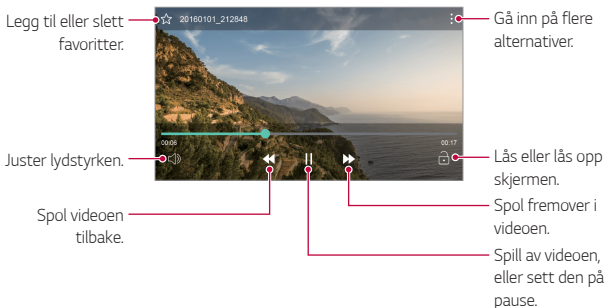 Legg til eller slett
favoritter.
20160101_212848
Gå inn på flere
alternativer.
00:06
00:17
Juster lydstyrken.
Lås eller lås opp
skjermen.
Spol videoen
tilbake.
Spol fremover i
videoen.
Spill av videoen,
eller sett den på
pause.